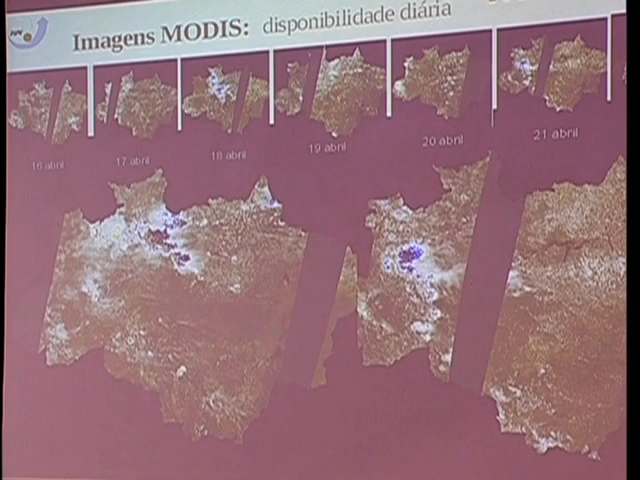 Imagens MODIS: disponibilidade diária
16 abril
17 abril
18 abril
19 abril
20 abril
21 abril